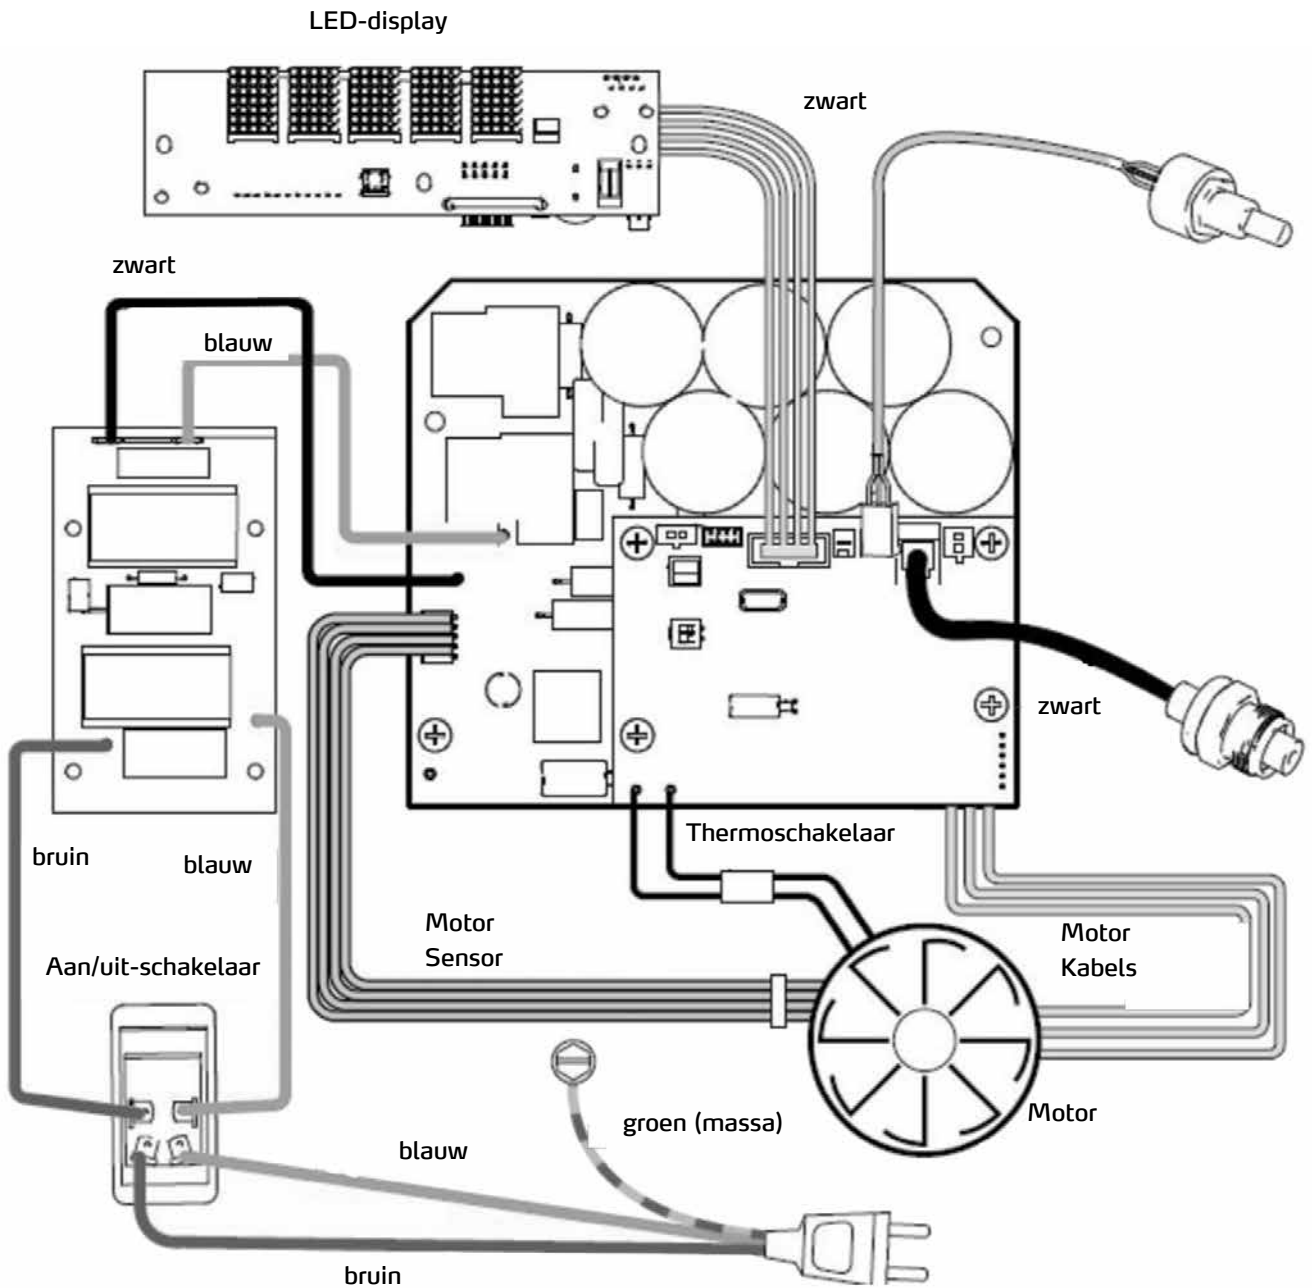 LED-display
zwart
zwart
blauw
zwart
Thermoschakelaar
bruin
blauw
Motor
Sensor
Motor
Kabels
Aan/uit-schakelaar
Motor
groen (massa)
blauw
bruin